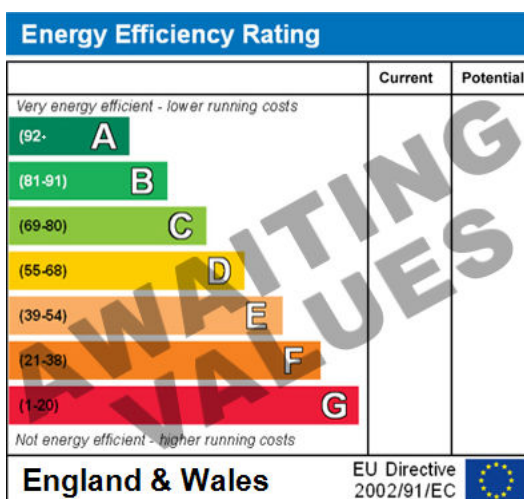 Energy Efficiency Rating
Current Potential
Very energy efficient - lower running costs
(92- A
(81-91) B
(69-80) C
(55-68) D
(39-54) E
(21-38) F
(1-20) G
Not energy efficient - higher running costs
AWAITING
VALUES
England & Wales
EU Directive
2002/91/EC